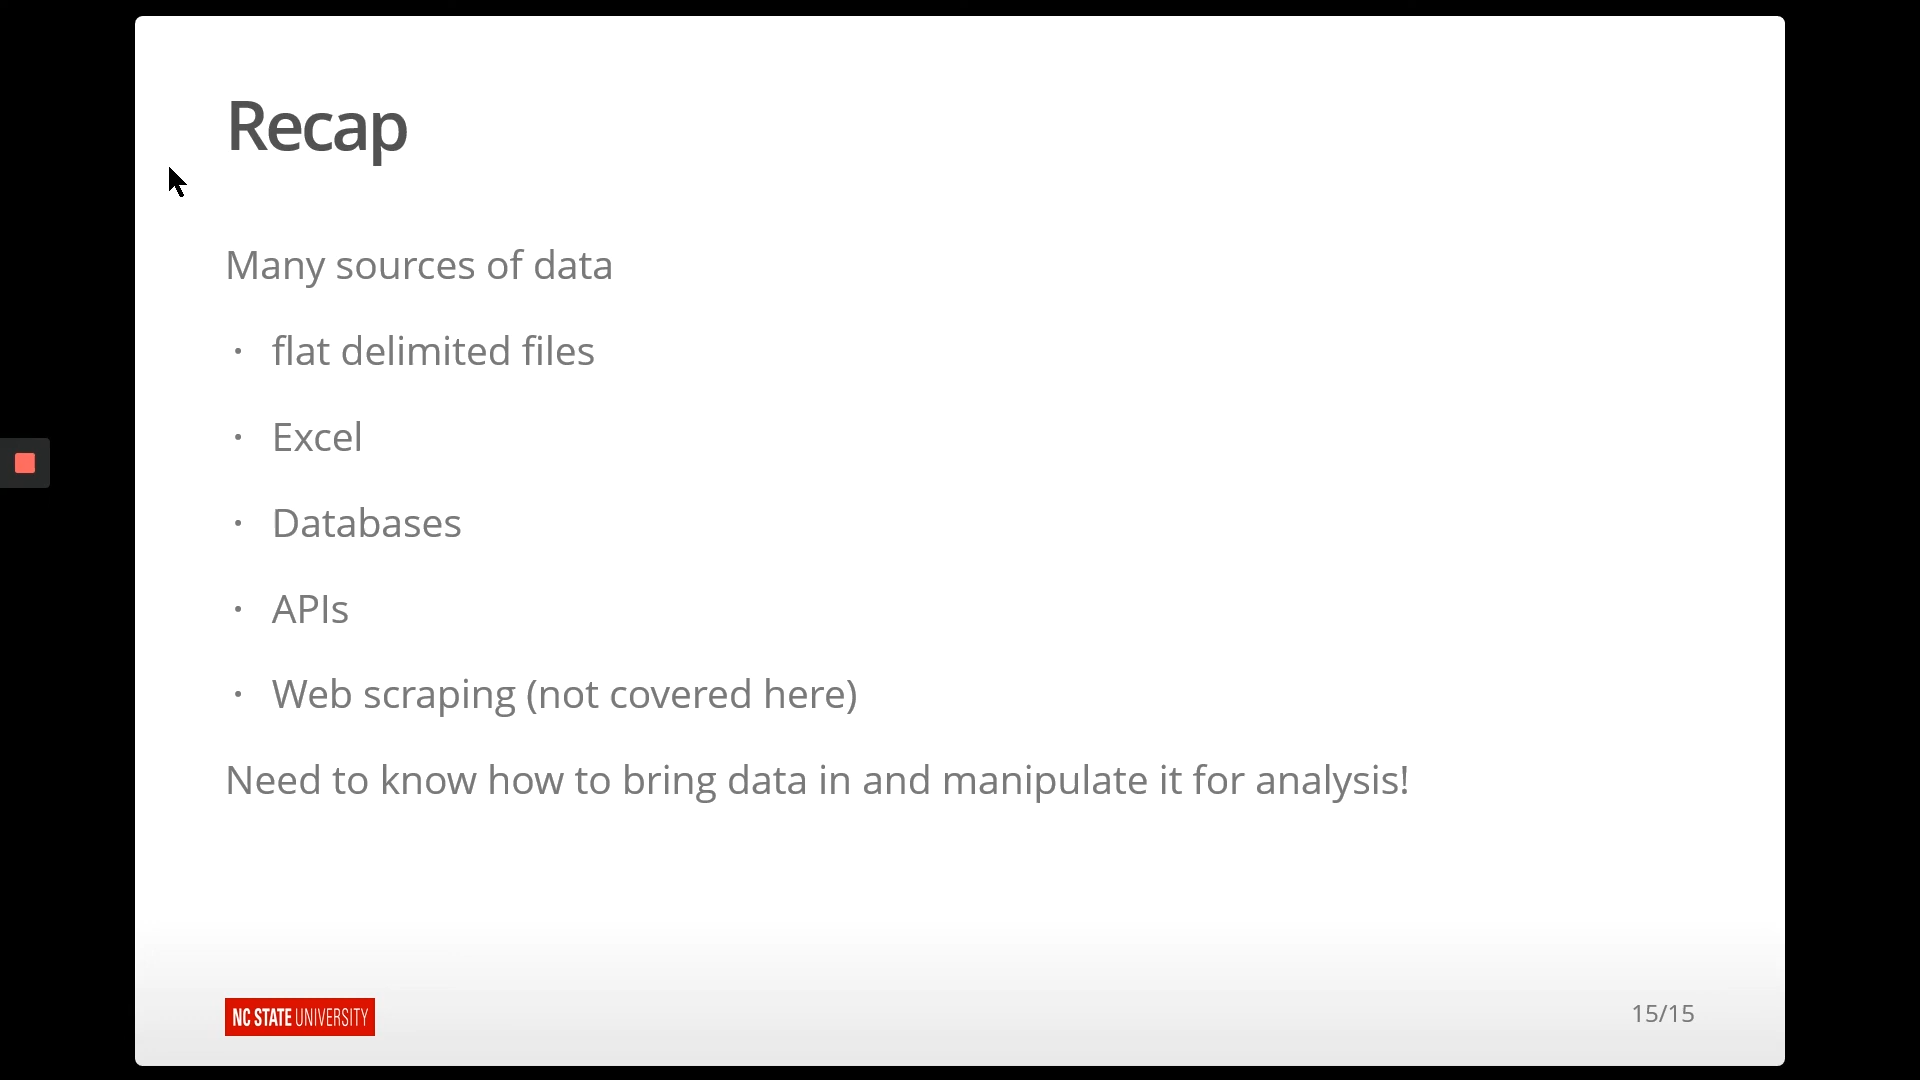 Recap
Many sources of data
• flat delimited files
• Excel
• Databases
• APIs
• Web scraping (not covered here)
Need to know how to bring data in and manipulate it for analysis!
NC STATE UNIVERSITY
15/15